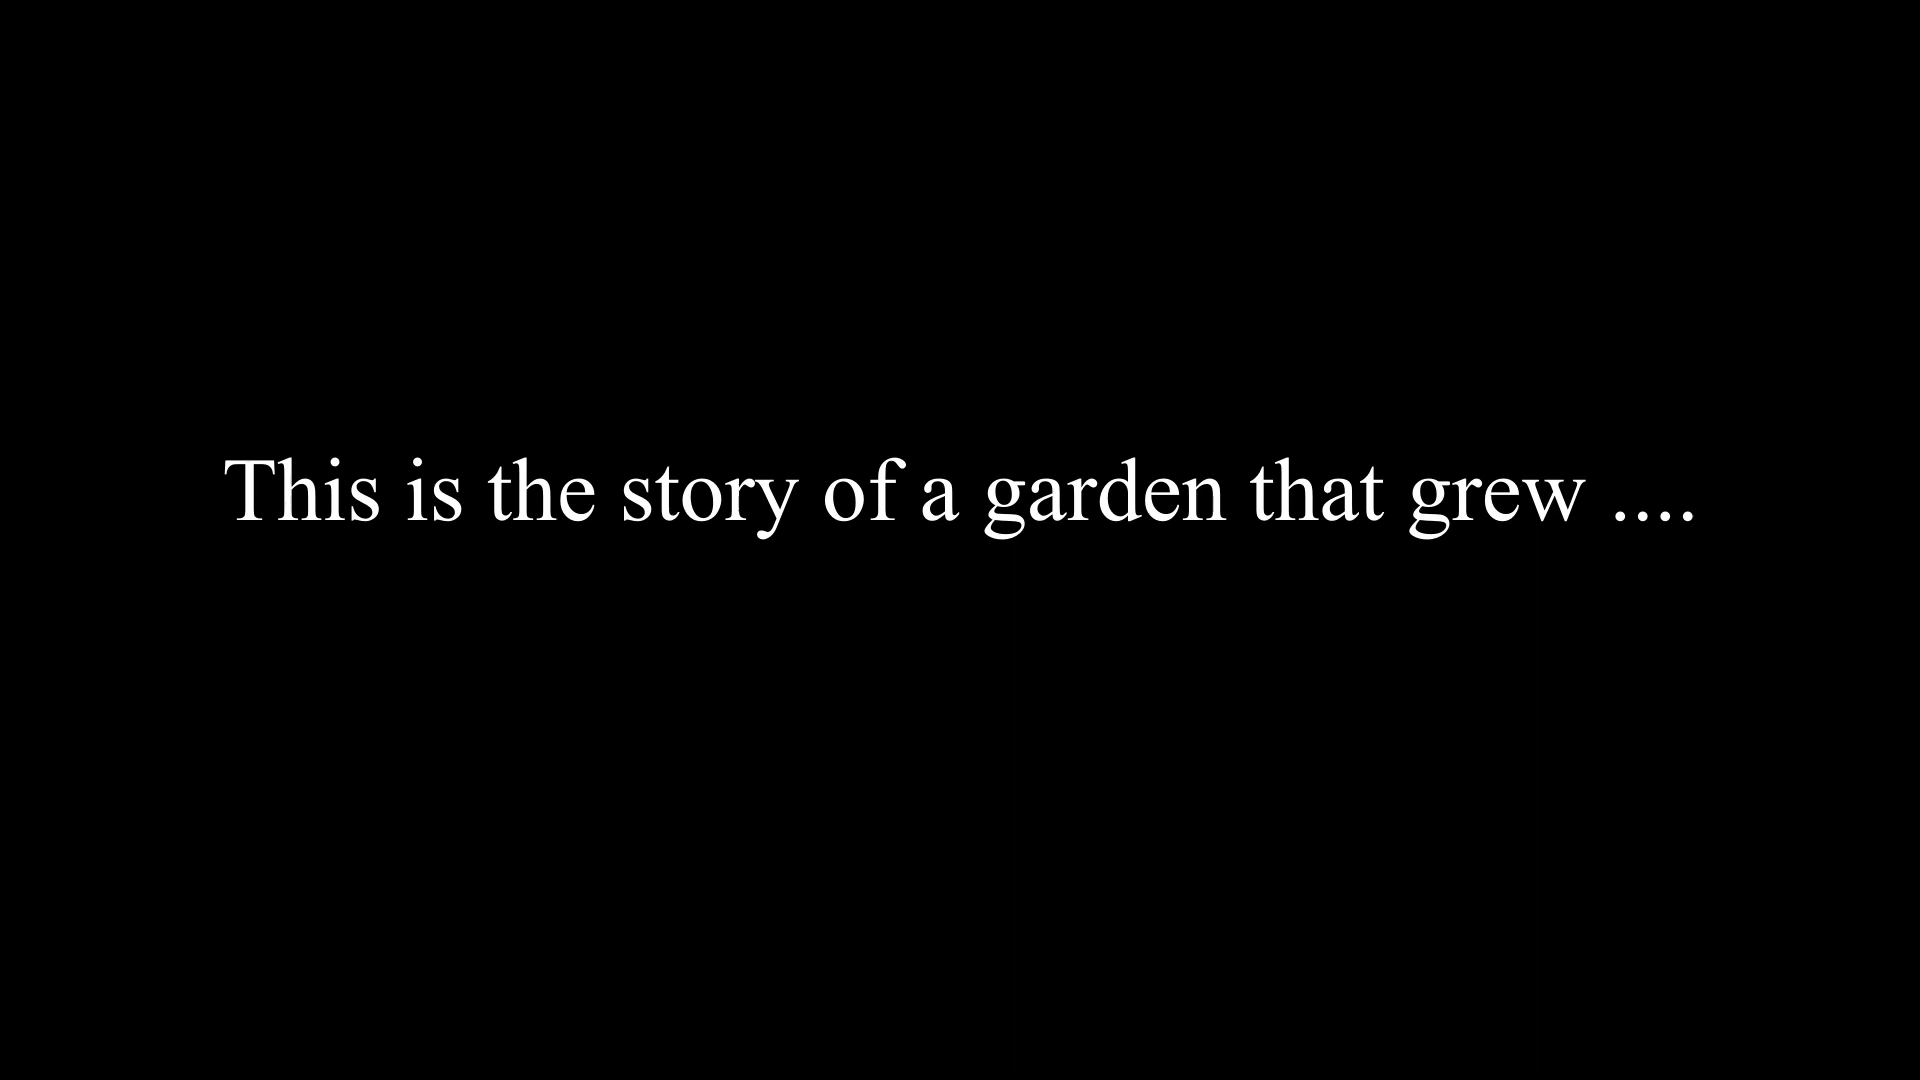 This is the story of a garden that grew ....